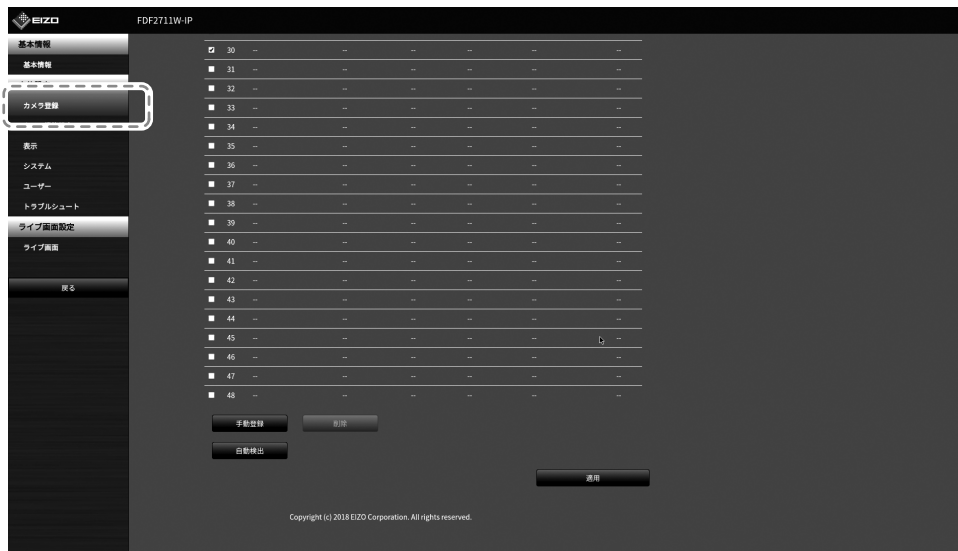 EIZO FDF2711W-IP
基本情報
基本情報
カメラ登録
表示
システム
ユーザー
トラブルシュート
ライブ画面設定
ライブ画面
戻る
30 -- -- -- -- -- --
31 -- -- -- -- -- --
32 -- -- -- -- -- --
33 -- -- -- -- -- --
34 -- -- -- -- -- --
35 -- -- -- -- -- --
36 -- -- -- -- -- --
37 -- -- -- -- -- --
38 -- -- -- -- -- --
39 -- -- -- -- -- --
40 -- -- -- -- -- --
41 -- -- -- -- -- --
42 -- -- -- -- -- --
43 -- -- -- -- -- --
44 -- -- -- -- -- --
45 -- -- -- -- -- --
46 -- -- -- -- -- --
47 -- -- -- -- -- --
48 -- -- -- -- -- --
手動登録 削除
自動検出
適用
Copyright (c) 2018 EIZO Corporation. All rights reserved.